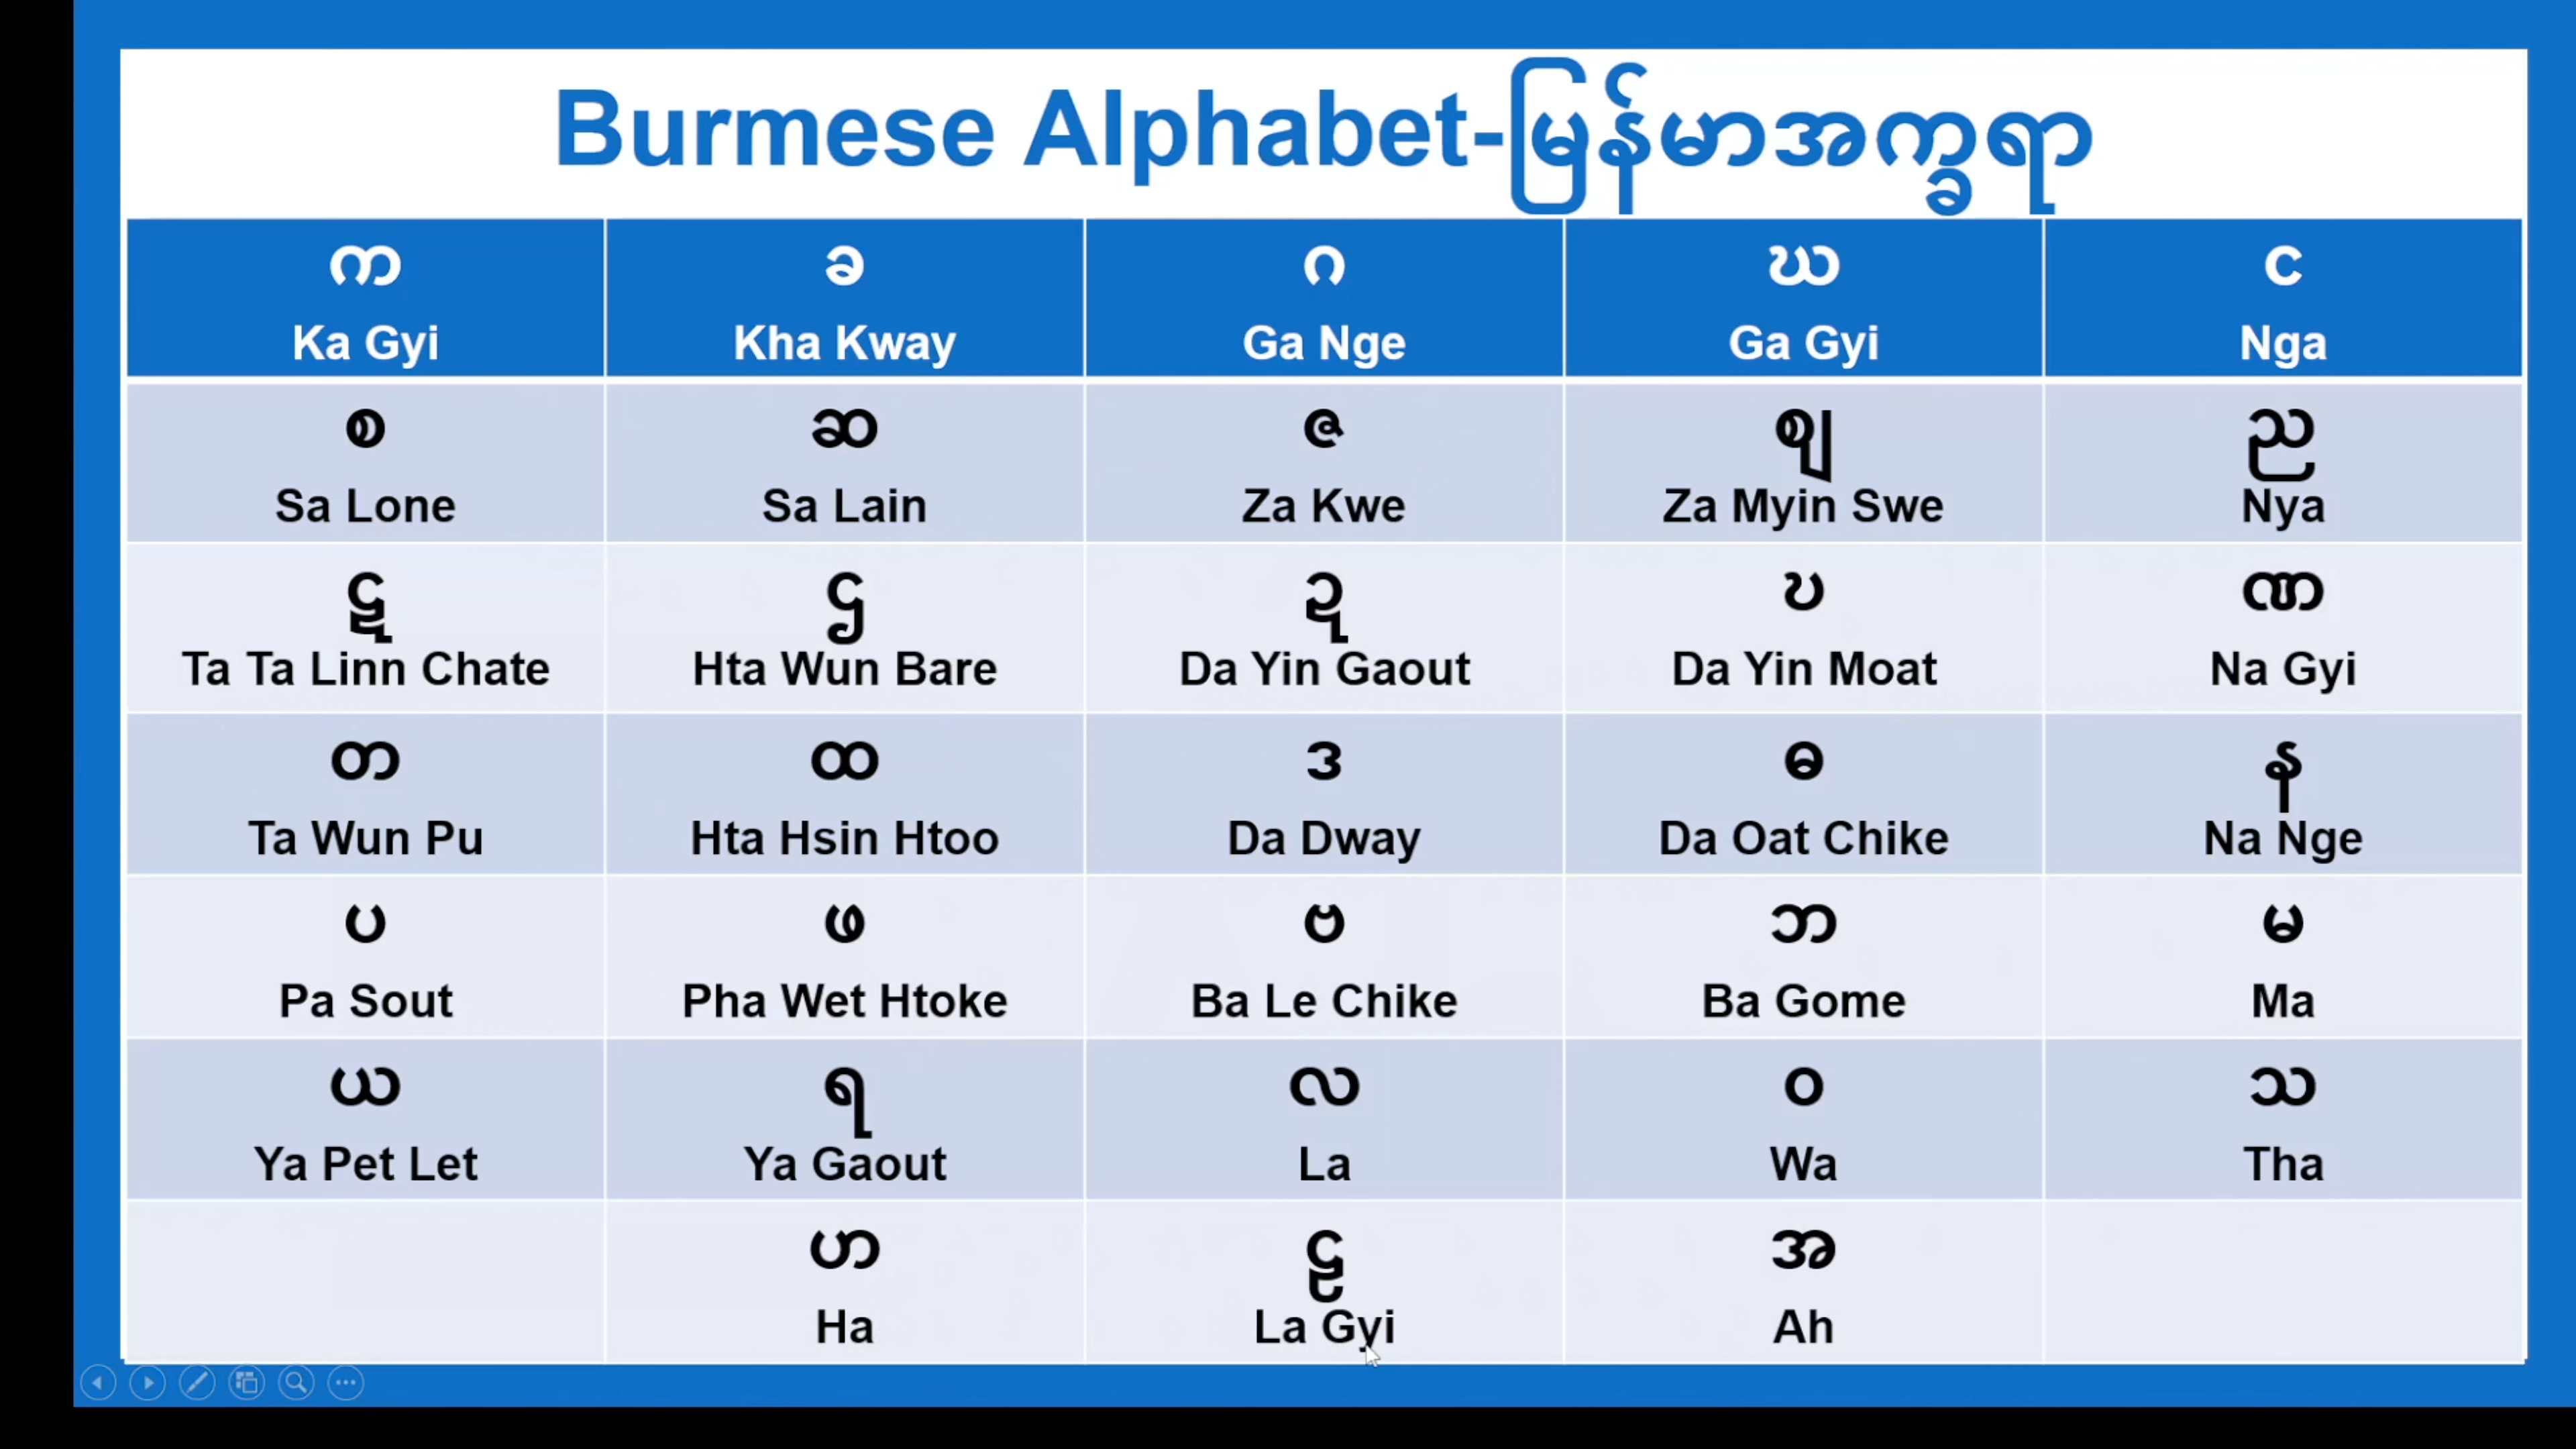 Burmese Alphabet-မြန်မာအက္ခရာ
က ခ ဂ ဃ င
Ka Gyi Kha Kway Ga Nge Ga Gyi Nga
စ ဆ ဇ ဈ ည
Sa Lone Sa Lain Za Kwe Za Myin Swe Nya
ဋ ဌ ဍ ဎ ဏ
Ta Ta Linn Chate Hta Wun Bare Da Yin Gaout Da Yin Moat Na Gyi
တ ထ ဒ ဓ န
Ta Wun Pu Hta Hsin Htoo Da Dway Da Oat Chike Na Nge
ပ ဖ ဗ ဘ မ
Pa Sout Pha Wet Htoke Ba Le Chike Ba Gome Ma
ယ ရ လ ဝ သ
Ya Pet Let Ya Gaout La Wa Tha
ဟ ဠ အ
Ha La Gyi Ah